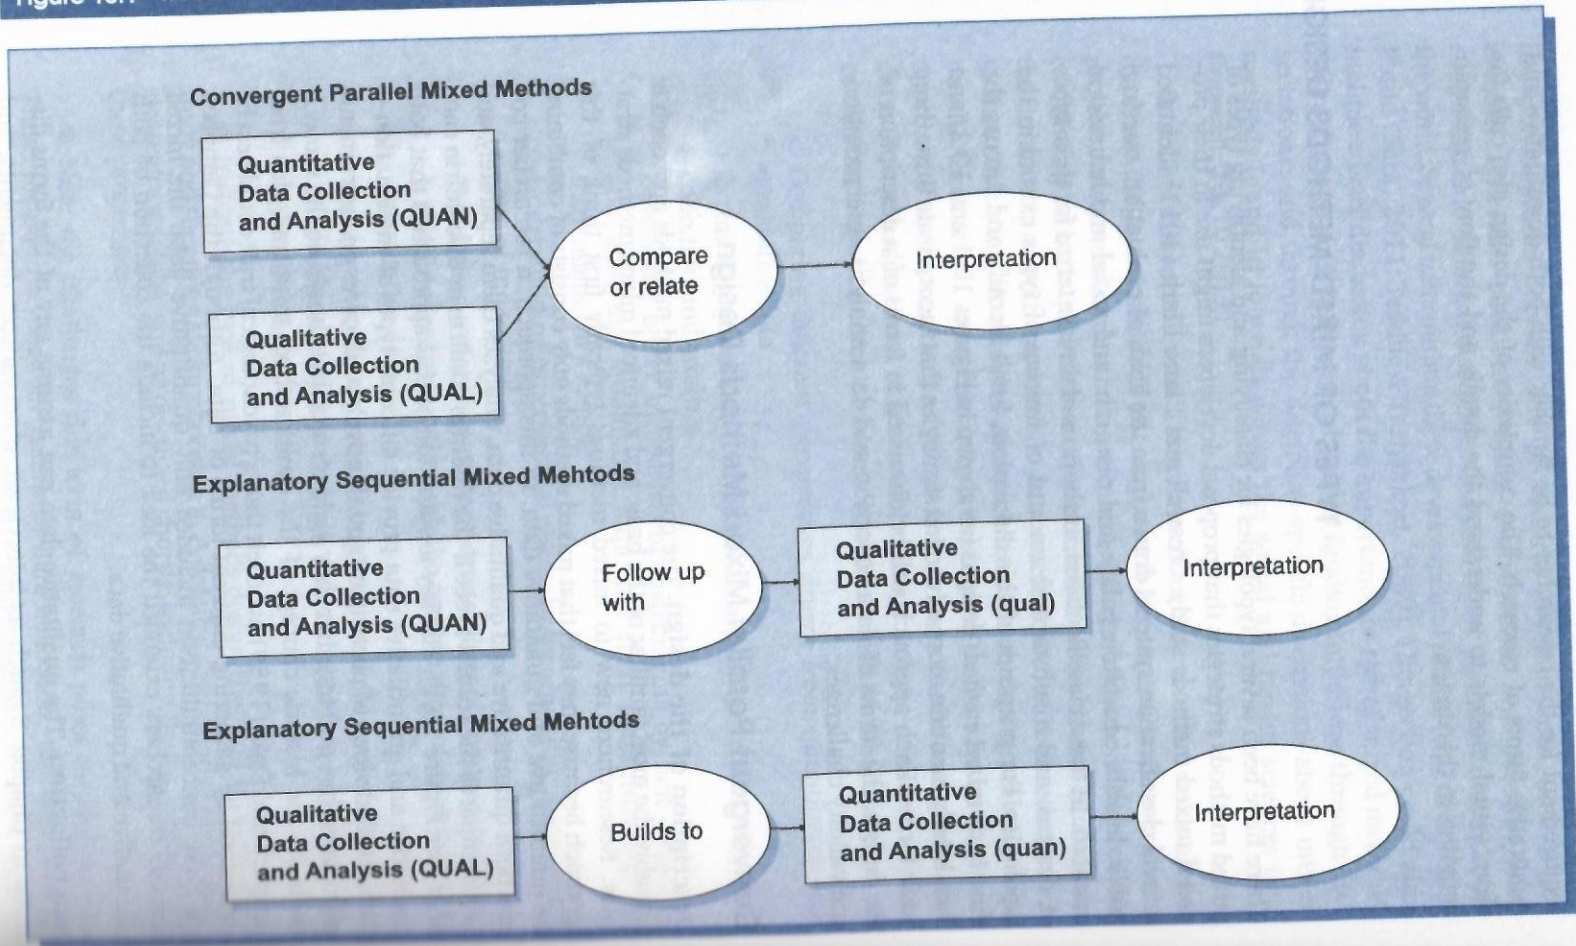 Convergent Parallel Mixed Methods
Quantitative
Data Collection
and Analysis (QUAN)
Qualitative
Data Collection
and Analysis (QUAL)
Compare
or relate
Interpretation
Explanatory Sequential Mixed Mehtods
Quantitative
Data Collection
and Analysis (QUAN)
Follow up
with
Qualitative
Data Collection
and Analysis (qual)
Interpretation
Explanatory Sequential Mixed Mehtods
Qualitative
Data Collection
and Analysis (QUAL)
Builds to
Quantitative
Data Collection
and Analysis (quan)
Interpretation